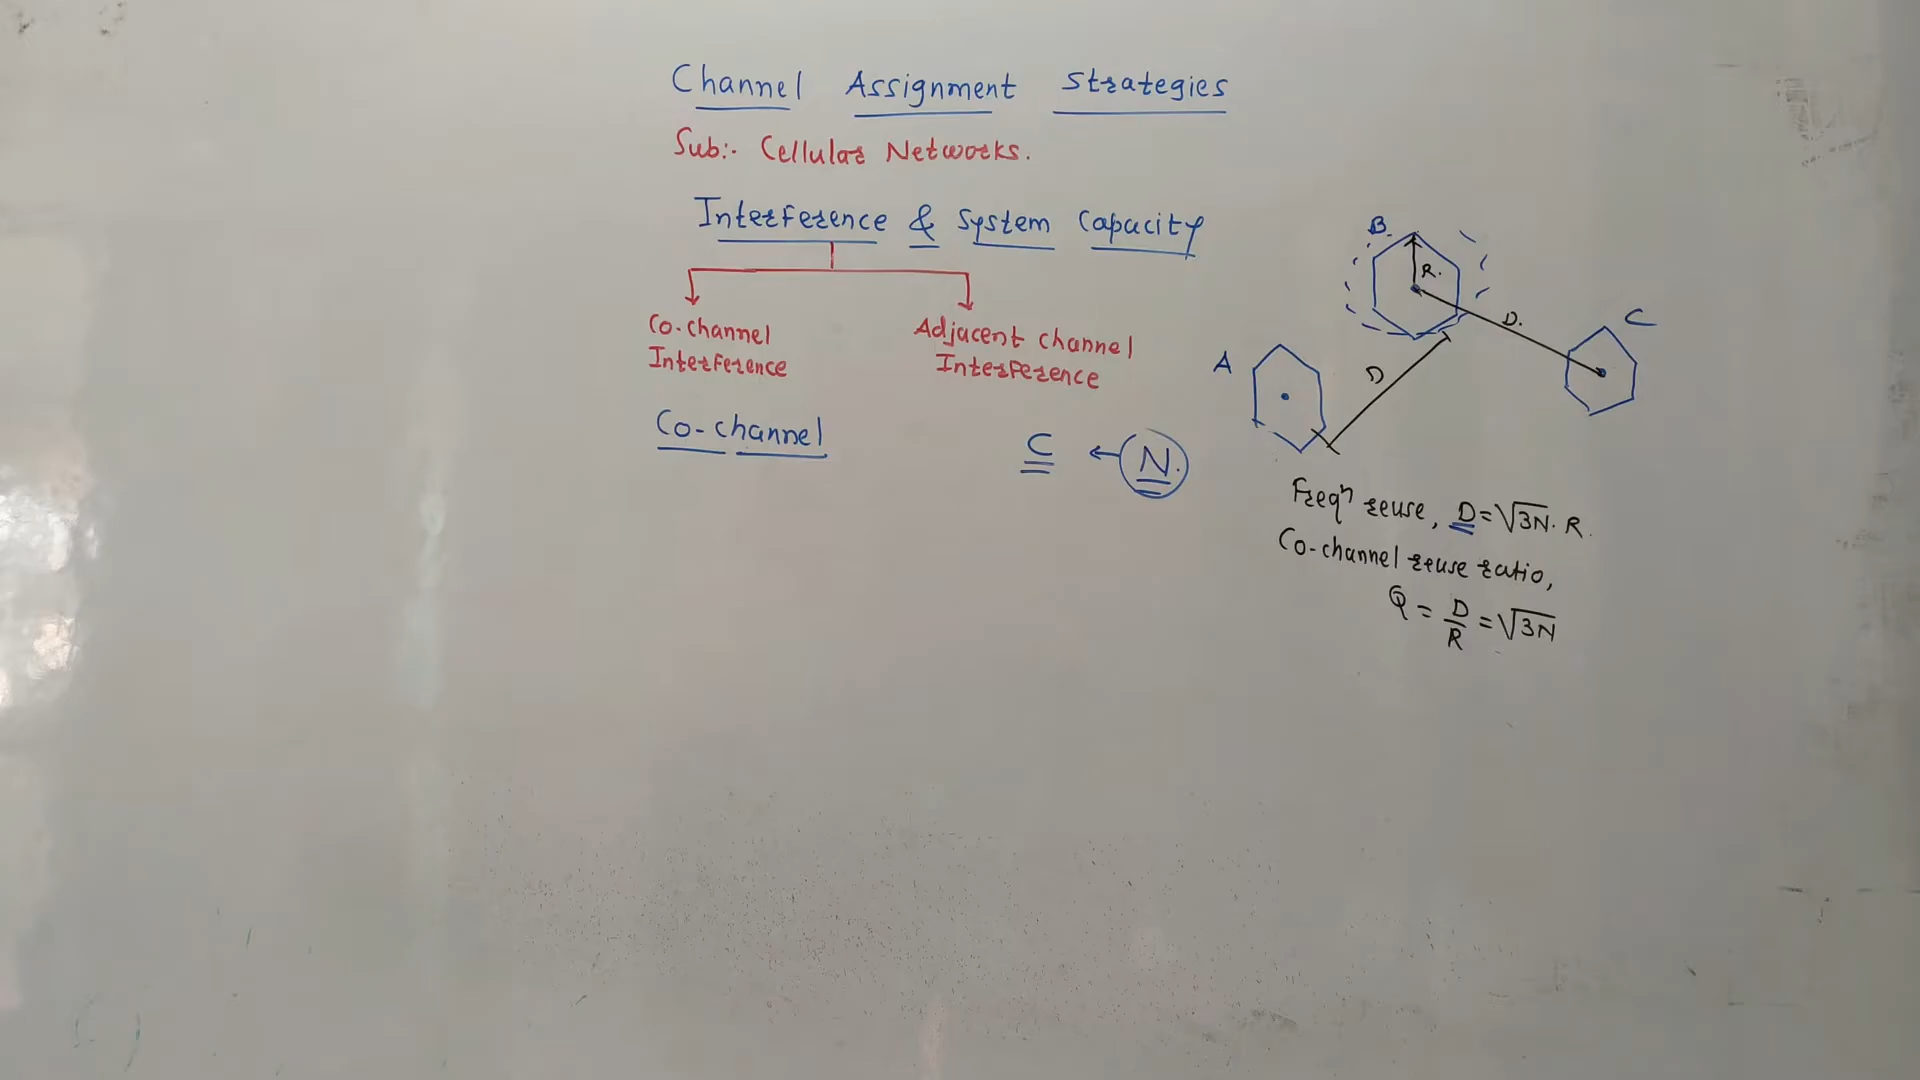 Channel Assignment Strategies
Sub:- Cellular Networks.
Interference & System Capacity
Co-channel
Interference
Adjacent channel
Interference
Co-channel
C ← N.
B.
R.
D.
C
A
D
Freqn reuse, D = √3N · R.
Co-channel reuse ratio,
Q = D/R = √3N